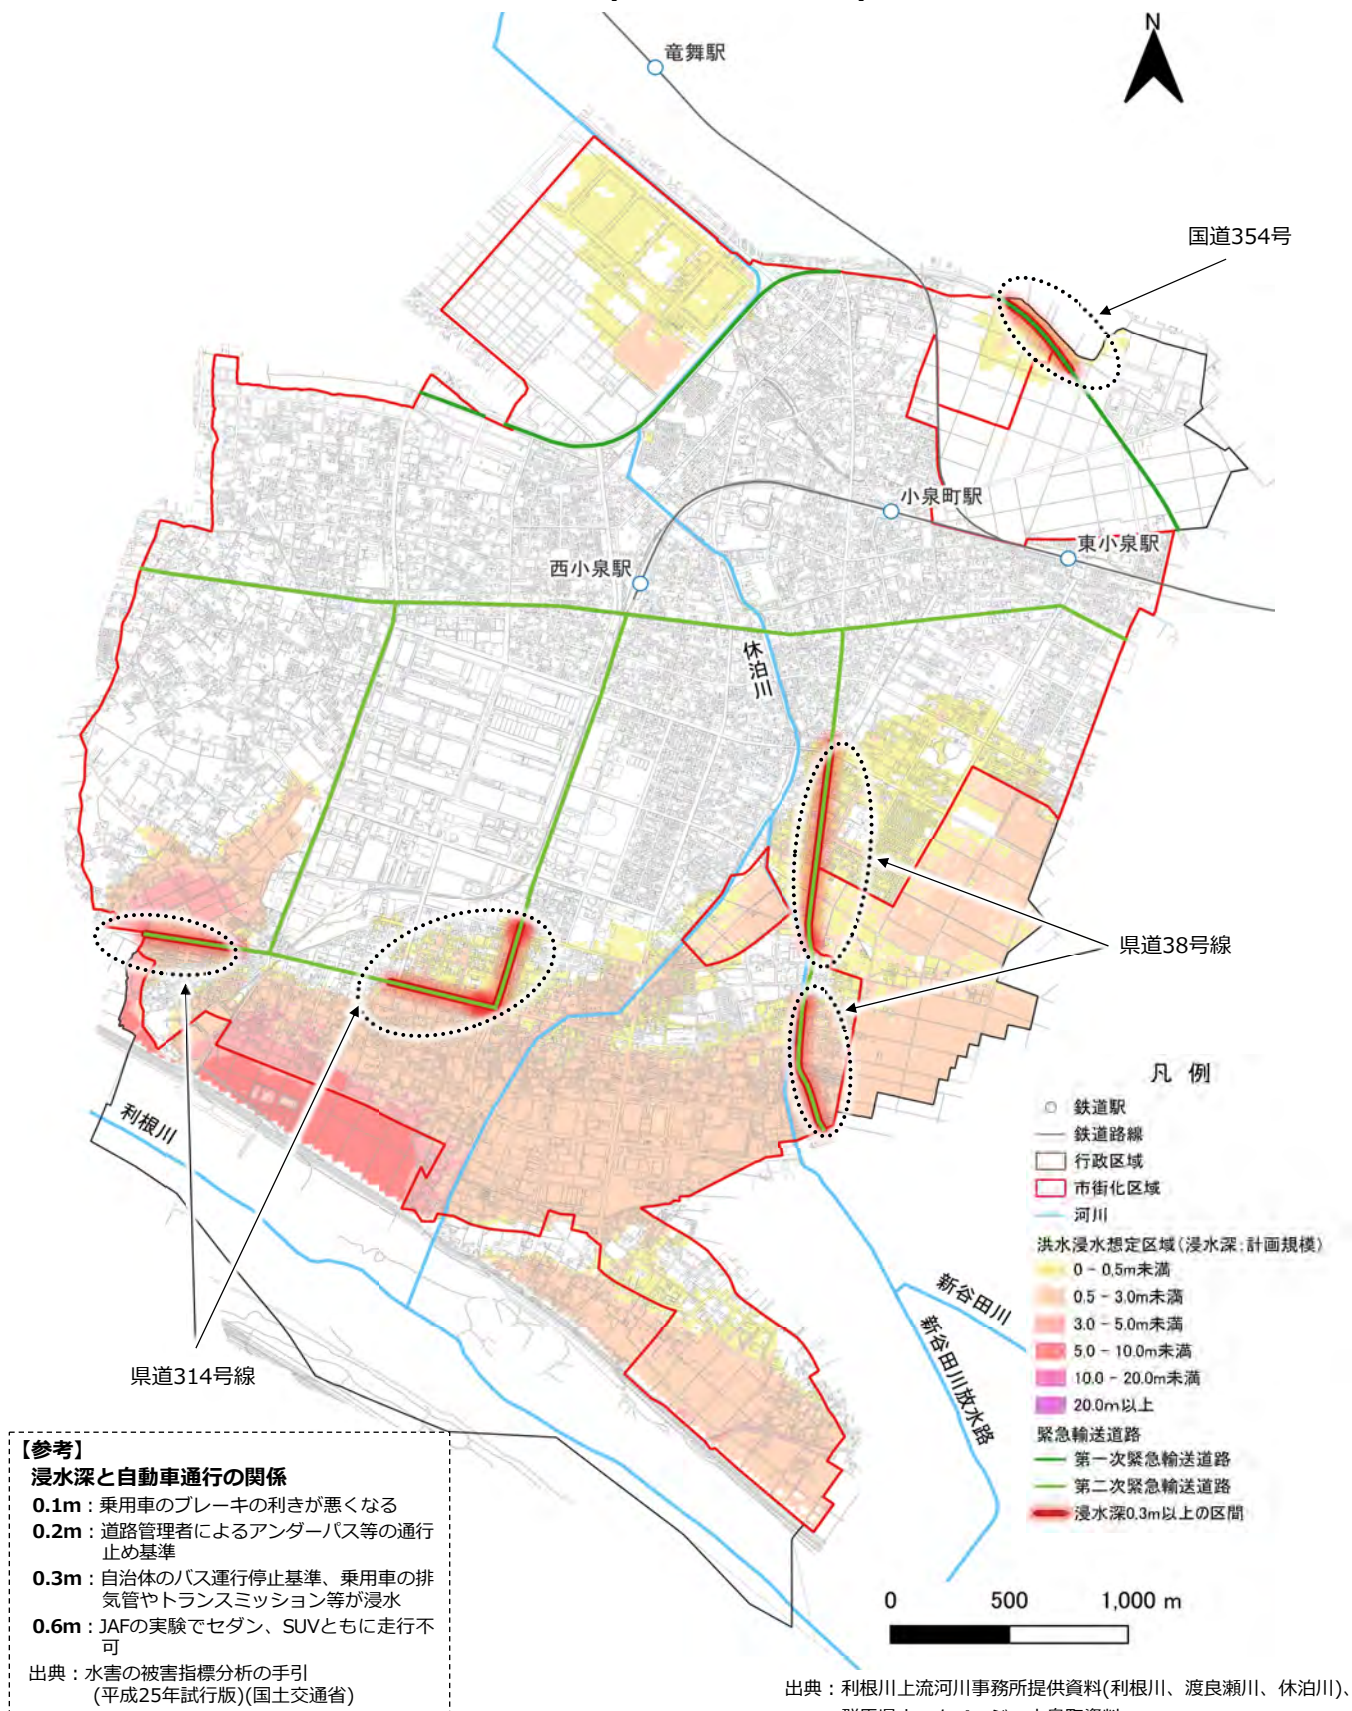 N
竜舞駅
国道354号
小泉町駅
東小泉駅
西小泉駅
休泊川
県道38号線
利根川
県道314号線
新谷田川
新谷田川放水路
凡 例
鉄道駅
鉄道路線
行政区域
市街化区域
河川
洪水浸水想定区域(浸水深:計画規模)
0 - 0.5m未満
0.5 - 3.0m未満
3.0 - 5.0m未満
5.0 - 10.0m未満
10.0 - 20.0m未満
20.0m以上
緊急輸送道路
第一次緊急輸送道路
第二次緊急輸送道路
浸水深0.3m以上の区間
0 500 1,000 m
【参考】
浸水深と自動車通行の関係
0.1m：乗用車のブレーキの利きが悪くなる
0.2m：道路管理者によるアンダーパス等の通行
止め基準
0.3m：自治体のバス運行停止基準、乗用車の排
気管やトランスミッション等が浸水
0.6m：JAFの実験でセダン、SUVともに走行不
可
出典：水害の被害指標分析の手引
(平成25年試行版)(国土交通省)
出典：利根川上流河川事務所提供資料(利根川、渡良瀬川、休泊川)、